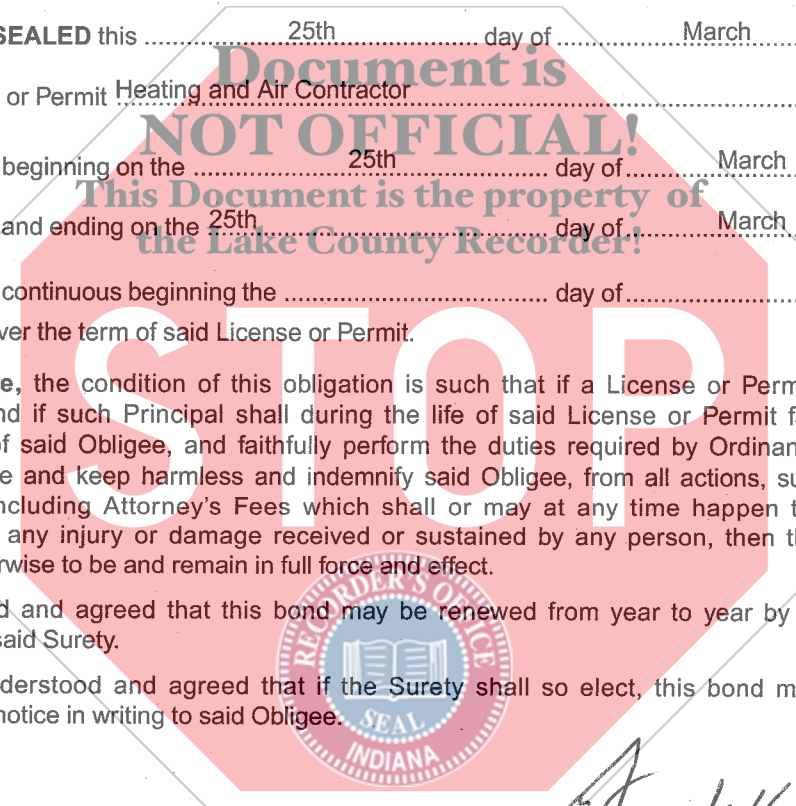 SEALED this 25th day of March
Document is
or Permit Heating and Air Contractor
NOT OFFICIAL!
beginning on the 25th day of March
This Document is the property of
and ending on the 25th day of March
the Lake County Recorder!
continuous beginning the day of
ver the term of said License or Permit.
STOP
e, the condition of this obligation is such that if a License or Perm
nd if such Principal shall during the life of said License or Permit f
of said Obligee, and faithfully perform the duties required by Ordinan
e and keep harmless and indemnify said Obligee, from all actions, su
ncluding Attorney's Fees which shall or may at any time happen t
any injury or damage received or sustained by any person, then th
rwise to be and remain in full force and effect.
d and agreed that this bond may be renewed from year to year by
said Surety.
derstood and agreed that if the Surety shall so elect, this bond m
notice in writing to said Obligee.
RECORDER'S OFFICE
SEAL
INDIANA